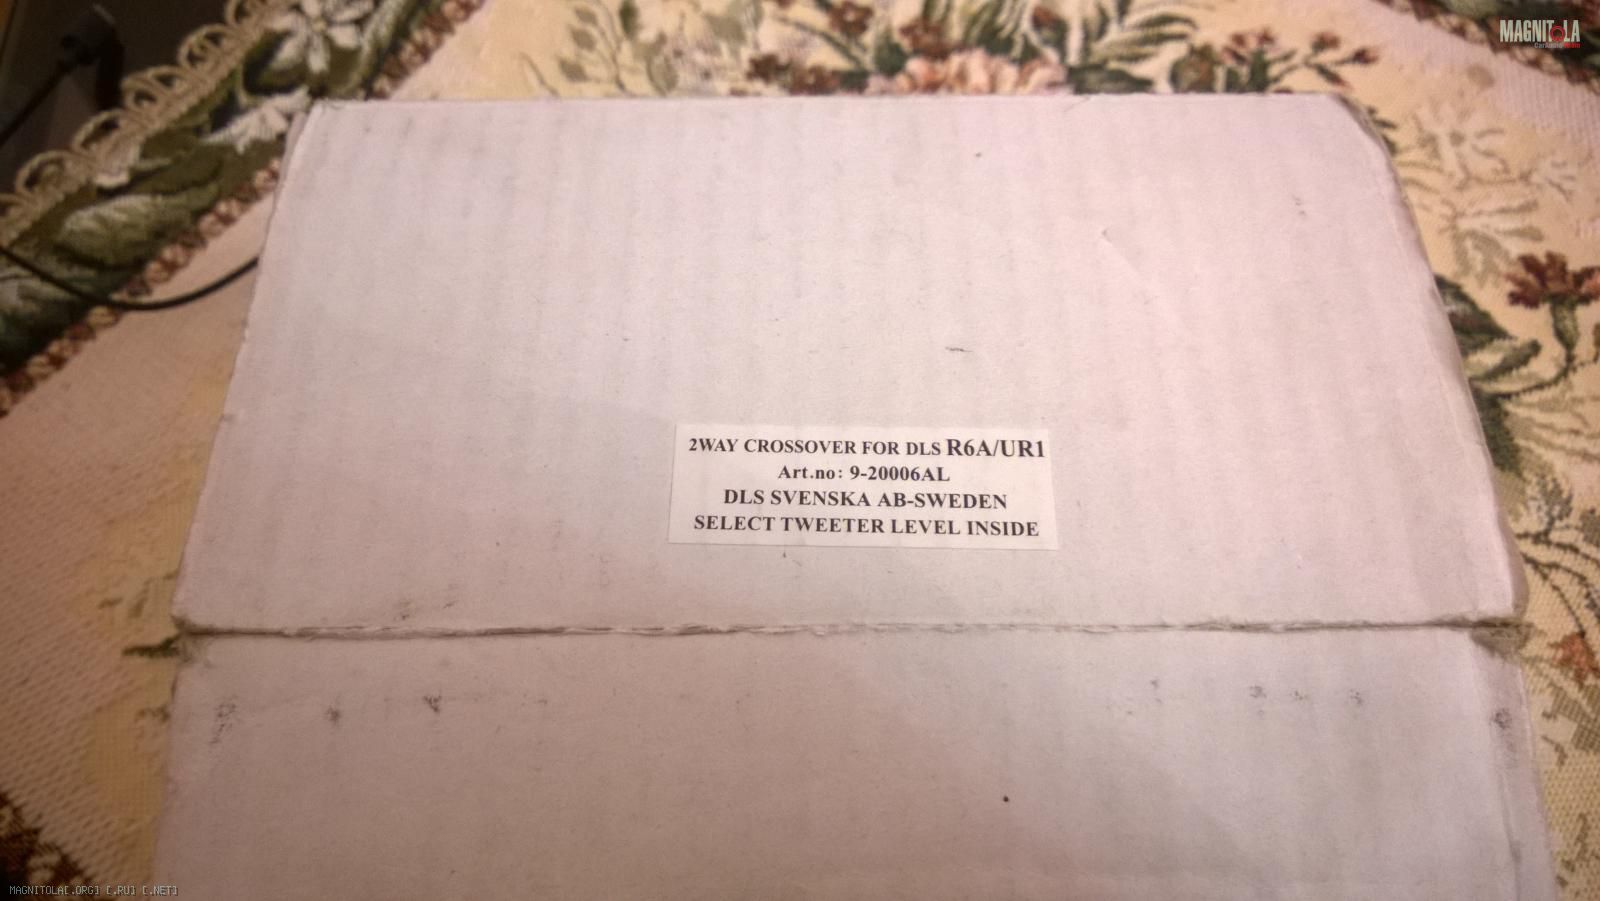 MAGNITOLA
2WAY CROSSOVER FOR DLS R6A/UR1
Art.no: 9-20006AL
DLS SVENSKA AB-SWEDEN
SELECT TWEETER LEVEL INSIDE
MAGNITOLA[.ORG] [.RU] [.NET]